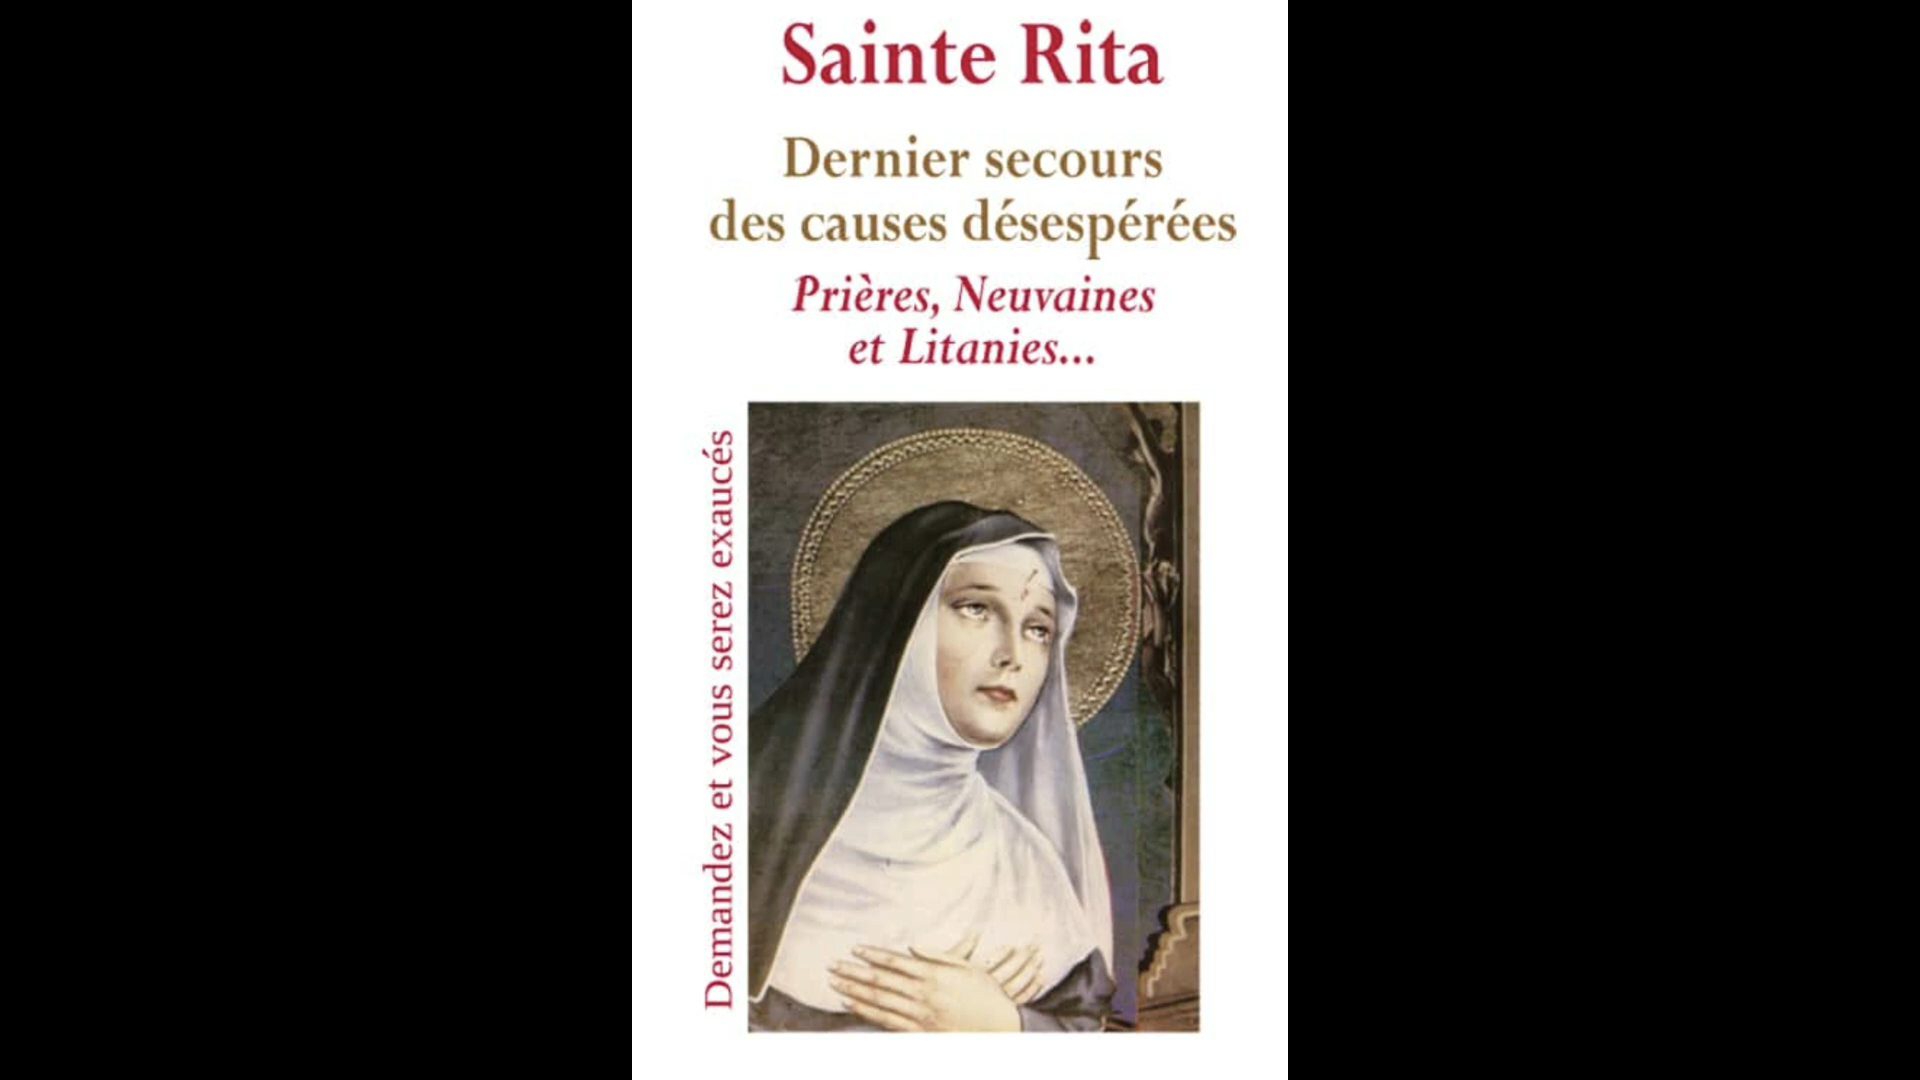 Sainte Rita
Dernier secours
des causes désespérées
Prières, Neuvaines
et Litanies...
Demandez et vous serez exaucés